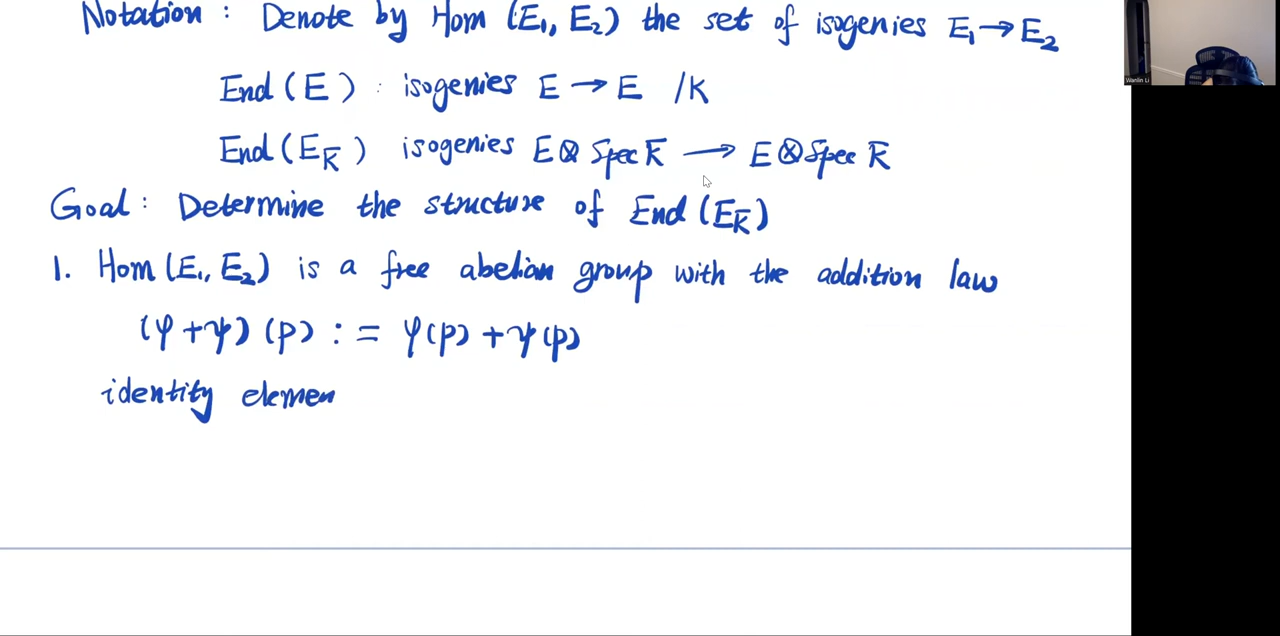 Notation : Denote by Hom (E₁, E₂) the set of isogenies E₁ → E₂
End (E) : isogenies E → E /K
End (E_K̄) isogenies E ⊗ Spec K̄ → E ⊗ Spec K̄
Goal : Determine the structure of End (E_K̄)
1. Hom (E₁, E₂) is a free abelian group with the addition law
(φ + ψ) (p) := φ(p) + ψ(p)
identity elemen
Wanlin Li